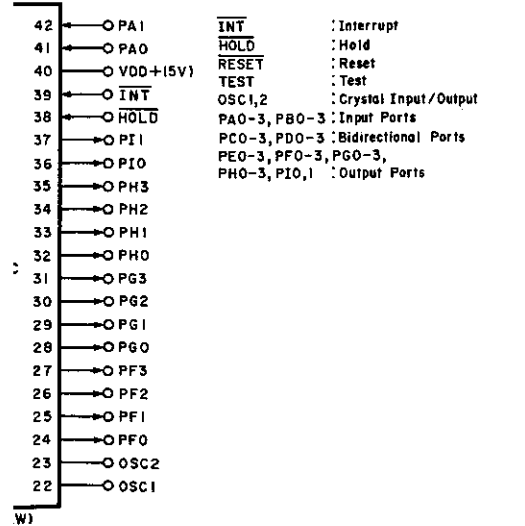 42 PA1
41 PA0
40 VDD+(5V)
39 INT
38 HOLD
37 PI1
36 PI0
35 PH3
34 PH2
33 PH1
32 PH0
31 PG3
30 PG2
29 PG1
28 PG0
27 PF3
26 PF2
25 PF1
24 PF0
23 OSC2
22 OSC1
W)
INT : Interrupt
HOLD : Hold
RESET : Reset
TEST : Test
OSC1,2 : Crystal Input/Output
PA0-3, PB0-3 : Input Ports
PC0-3, PD0-3 : Bidirectional Ports
PE0-3, PF0-3, PG0-3,
PH0-3, PI0,1 : Output Ports